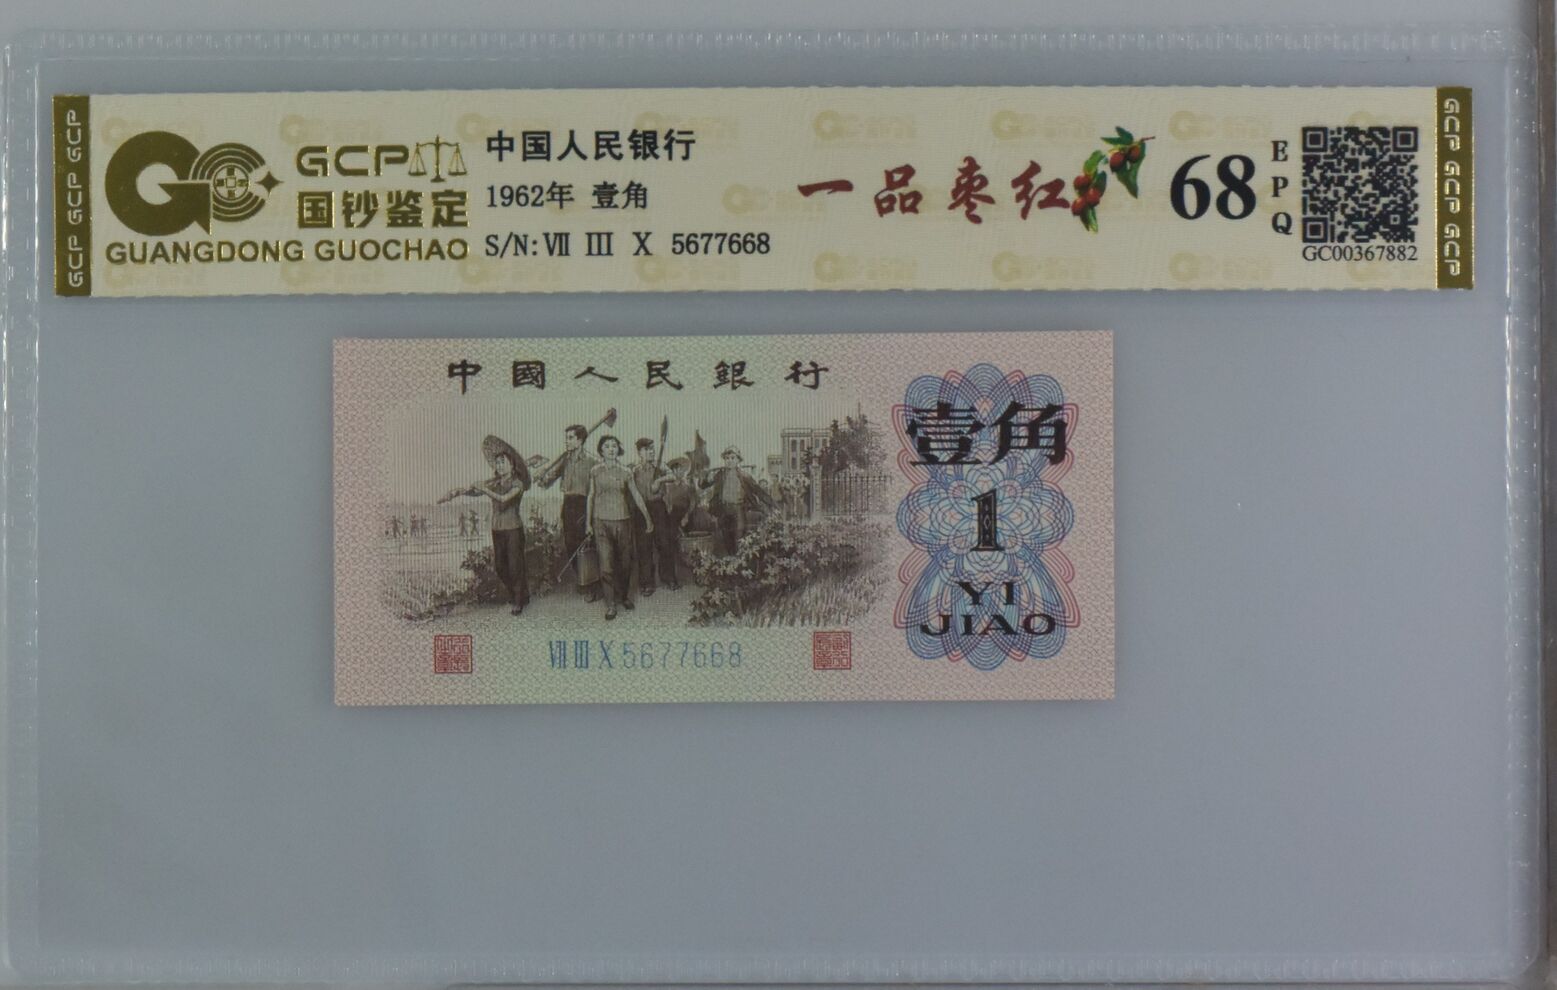 GCP GCP GCP
GCP
国钞鉴定
GUANGDONG GUOCHAO
中国人民银行
1962年 壹角
S/N: Ⅶ Ⅲ Ⅹ 5677668
一品枣红
68
EPQ
GC00367882
GCP GCP GCP
中國人民銀行
壹角
1
YI
JIAO
Ⅶ Ⅲ Ⅹ 5677668